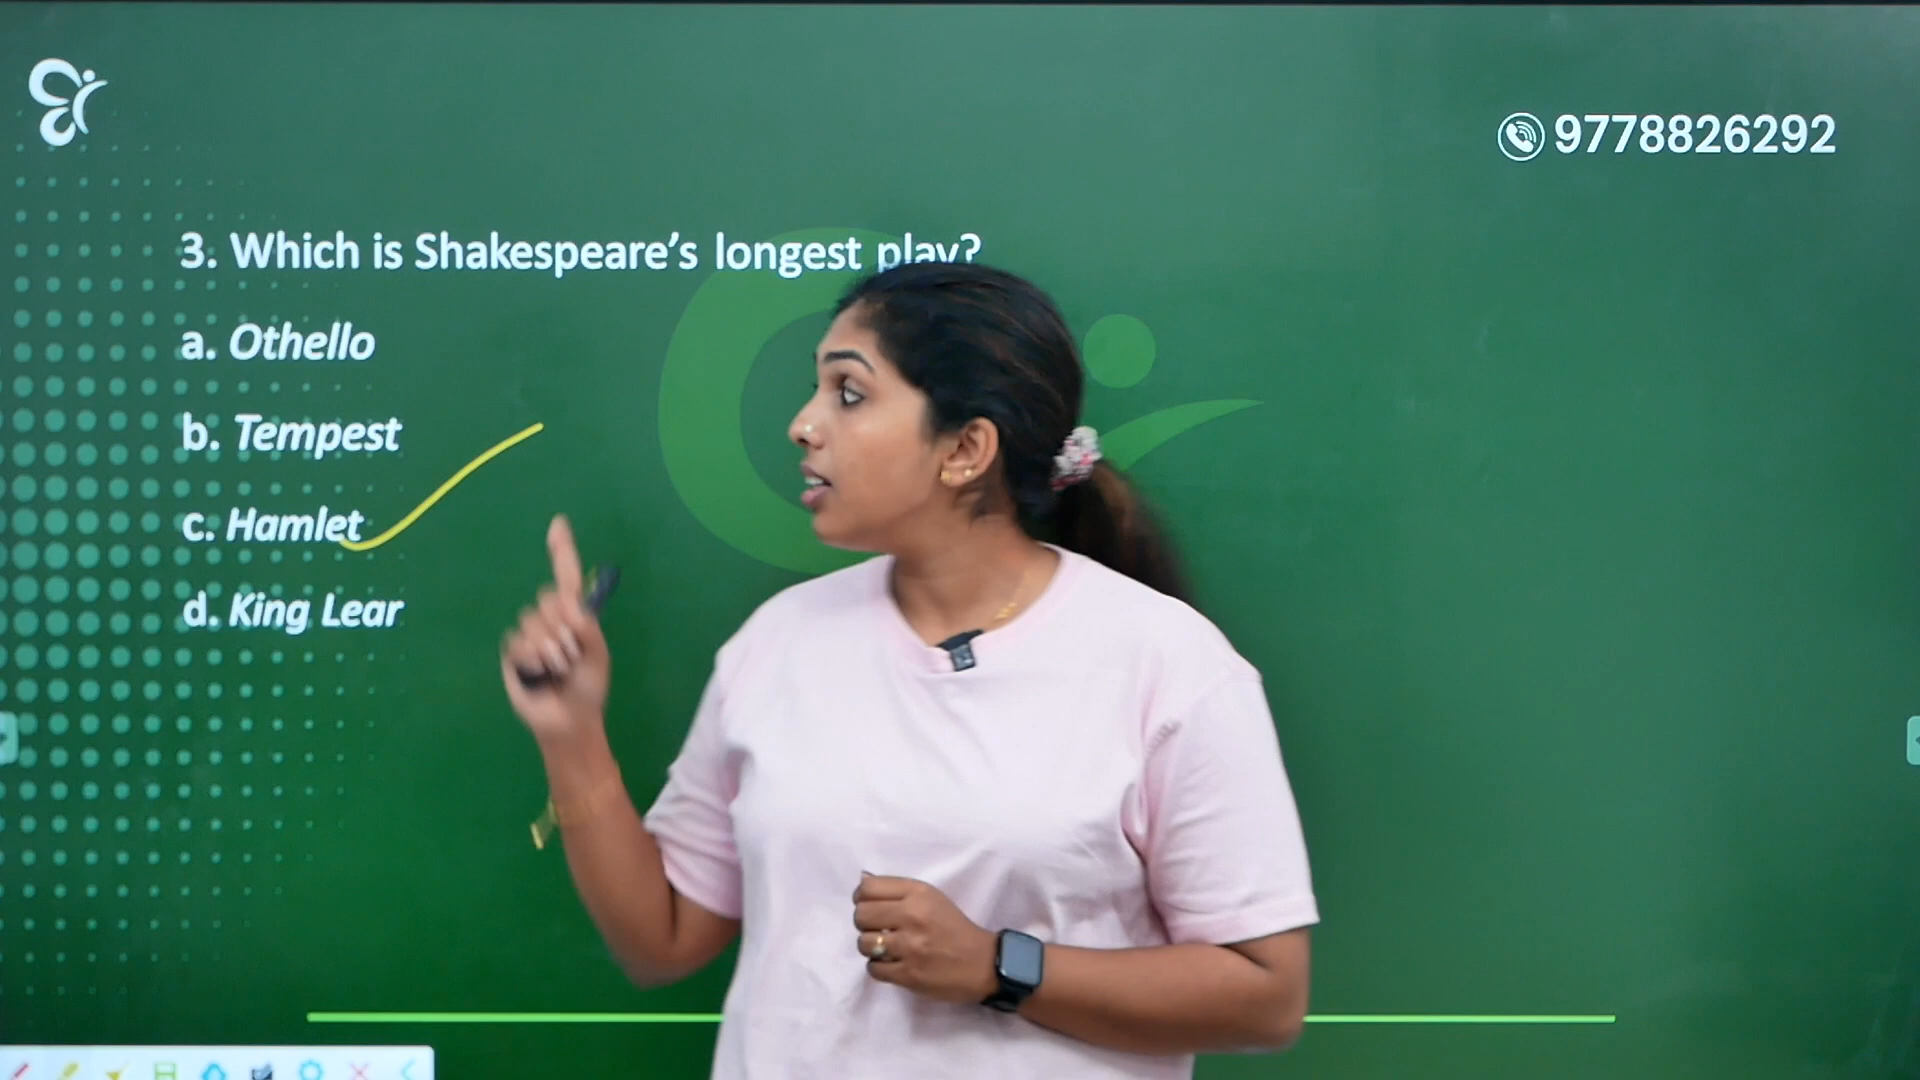 9778826292
3. Which is Shakespeare's longest play?
a. Othello
b. Tempest
c. Hamlet
d. King Lear